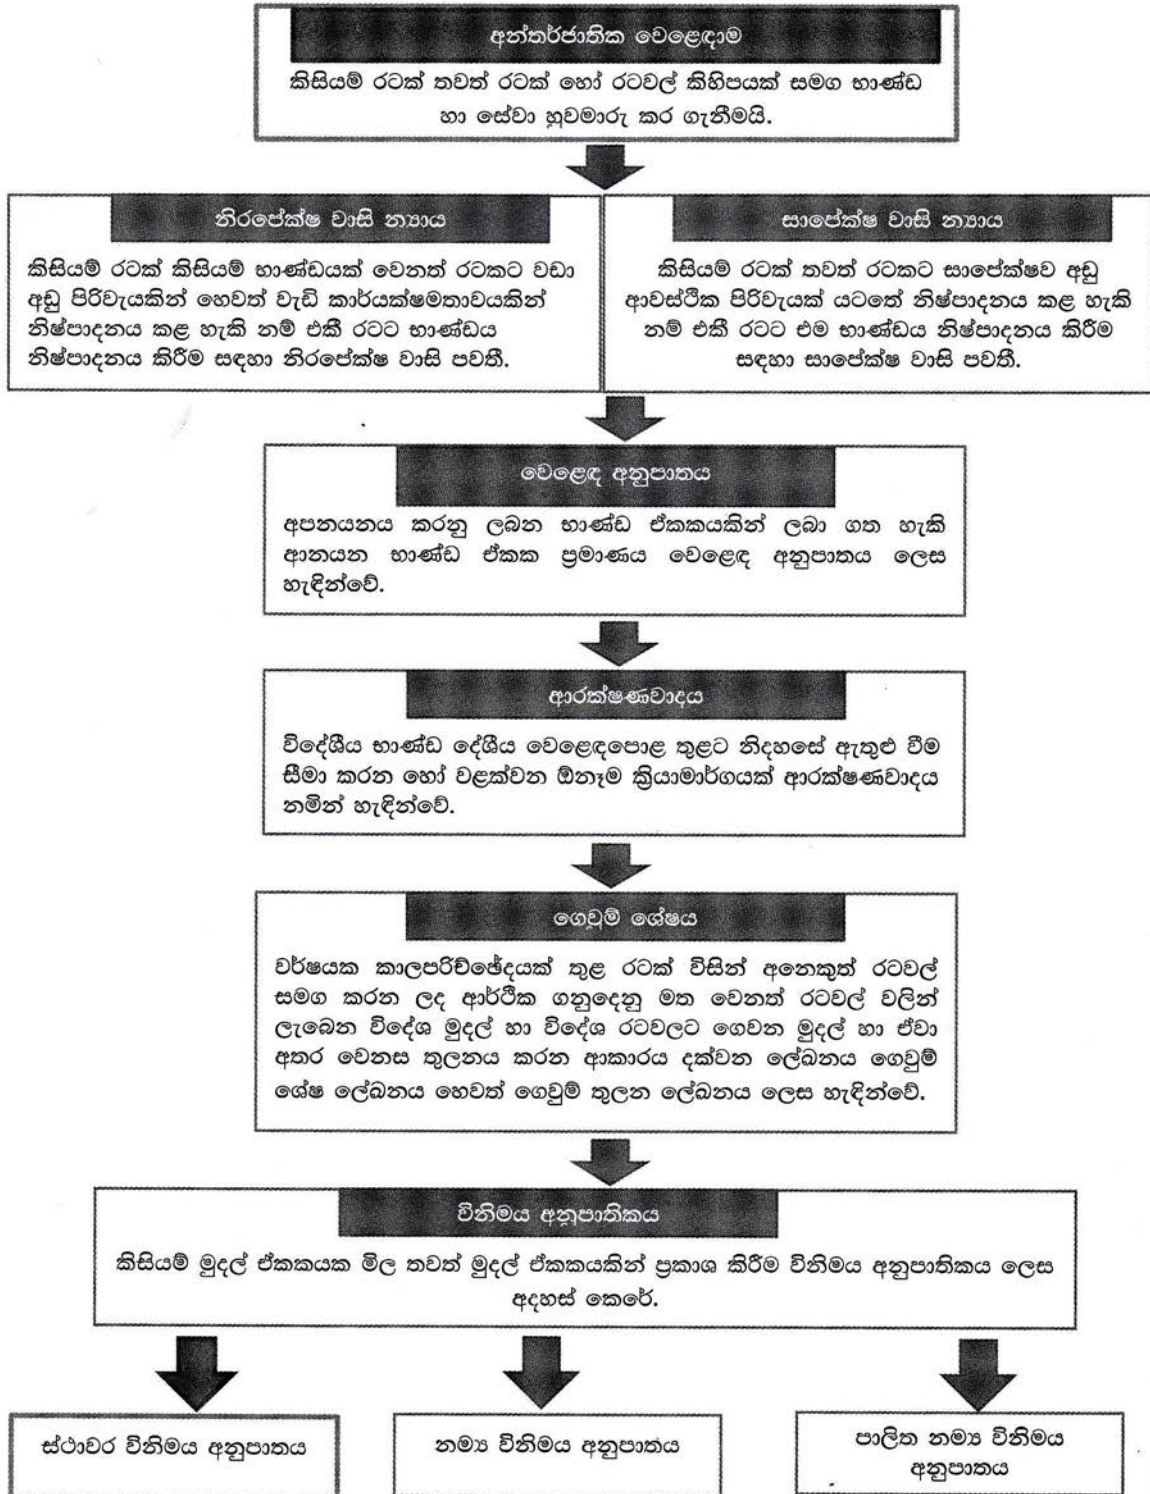 අන්තර්ජාතික වෙළෙඳාම
කිසියම් රටක් තවත් රටක් හෝ රටවල් කිහිපයක් සමග භාණ්ඩ
හා සේවා හුවමාරු කර ගැනීමයි.
නිරපේක්ෂ වාසි න්‍යාය
කිසියම් රටක් කිසියම් භාණ්ඩයක් වෙනත් රටකට වඩා
අඩු පිරිවැයකින් හෙවත් වැඩි කාර්යක්ෂමතාවයකින්
නිෂ්පාදනය කළ හැකි නම් එකී රටට භාණ්ඩය
නිෂ්පාදනය කිරීම සඳහා නිරපේක්ෂ වාසි පවතී.
සාපේක්ෂ වාසි න්‍යාය
කිසියම් රටක් තවත් රටකට සාපේක්ෂව අඩු
ආවස්ථික පිරිවැයක් යටතේ නිෂ්පාදනය කළ හැකි
නම් එකී රටට එම භාණ්ඩය නිෂ්පාදනය කිරීම
සඳහා සාපේක්ෂ වාසි පවතී.
වෙළෙඳ අනුපාතය
අපනයනය කරනු ලබන භාණ්ඩ ඒකකයකින් ලබා ගත හැකි
ආනයන භාණ්ඩ ඒකක ප්‍රමාණය වෙළෙඳ අනුපාතය ලෙස
හැඳින්වේ.
ආරක්ෂණවාදය
විදේශීය භාණ්ඩ දේශීය වෙළෙඳපොළ තුළට නිදහසේ ඇතුළු වීම
සීමා කරන හෝ වළක්වන ඕනෑම ක්‍රියාමාර්ගයක් ආරක්ෂණවාදය
නමින් හැඳින්වේ.
ගෙවුම් ශේෂය
වර්ෂයක කාලපරිච්ඡේදයක් තුළ රටක් විසින් අනෙකුත් රටවල්
සමග කරන ලද ආර්ථික ගනුදෙනු මත වෙනත් රටවල් වලින්
ලැබෙන විදේශ මුදල් හා විදේශ රටවලට ගෙවන මුදල් හා ඒවා
අතර වෙනස තුලනය කරන ආකාරය දක්වන ලේඛනය ගෙවුම්
ශේෂ ලේඛනය හෙවත් ගෙවුම් තුලන ලේඛනය ලෙස හැඳින්වේ.
විනිමය අනුපාතිකය
කිසියම් මුදල් ඒකකයක මිල තවත් මුදල් ඒකකයකින් ප්‍රකාශ කිරීම විනිමය අනුපාතිකය ලෙස
අදහස් කෙරේ.
ස්ථාවර විනිමය අනුපාතය
නම්‍ය විනිමය අනුපාතය
පාලිත නම්‍ය විනිමය
අනුපාතය